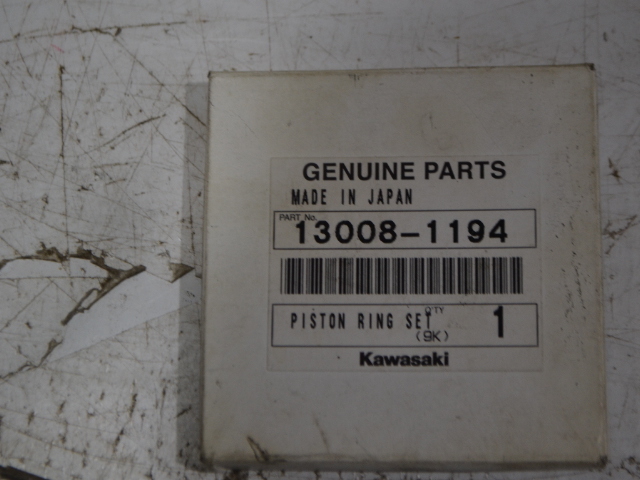 GENUINE PARTS
MADE IN JAPAN
PART No.
13008-1194
PISTON RING SET Q'TY 1
(9K)
Kawasaki